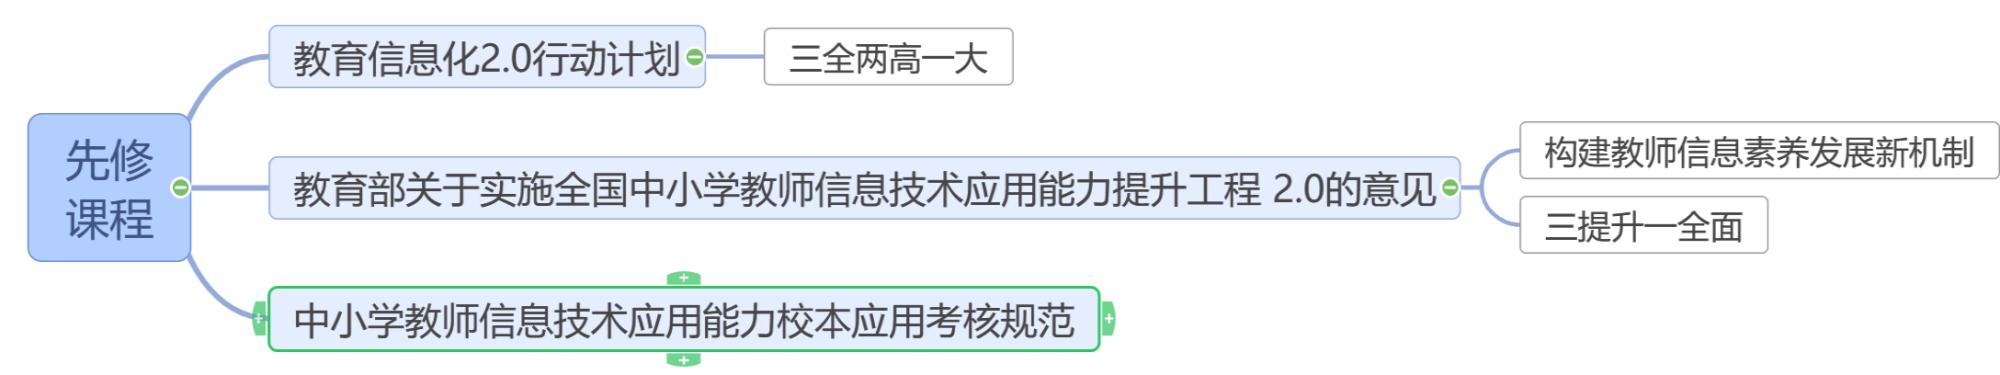 先修
课程
教育信息化2.0行动计划
三全两高一大
教育部关于实施全国中小学教师信息技术应用能力提升工程 2.0的意见
构建教师信息素养发展新机制
三提升一全面
中小学教师信息技术应用能力校本应用考核规范